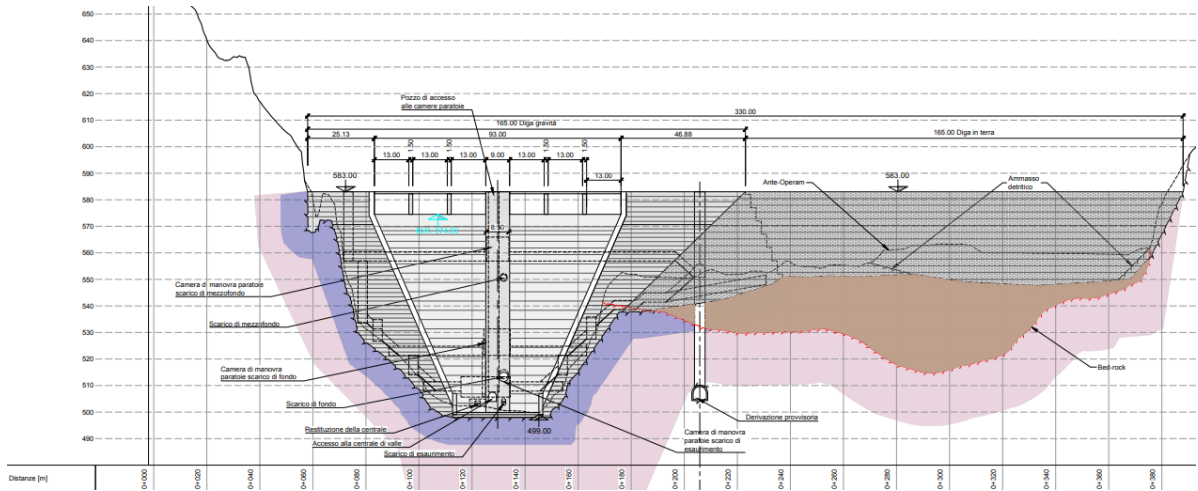 650
640
630
620
610
600
590
580
570
560
550
540
530
520
510
500
490
Pozzo di accesso
alle camere paratoie
330.00
165.00 Diga gravità
165.00 Diga in terra
25.13
93.00
46.88
1.50
1.50
1.50
1.50
13.00
13.00
13.00
9.00
13.00
13.00
13.00
583.00
583.00
Ante-Operam
Ammasso
detritico
Camera di manovra paratoie
scarico di mezzofondo
Scarico di mezzofondo
Camera di manovra
paratoie scarico di fondo
Scarico di fondo
Restituzione della centrale
Accesso alla centrale di valle
Scarico di esaurimento
499.00
Camera di manovra
paratoie scarico di
esaurimento
Derivazione provvisoria
Bed-rock
Distanze [m]
0+000
0+020
0+040
0+060
0+080
0+100
0+120
0+140
0+160
0+180
0+200
0+220
0+240
0+260
0+280
0+300
0+320
0+340
0+360
0+380